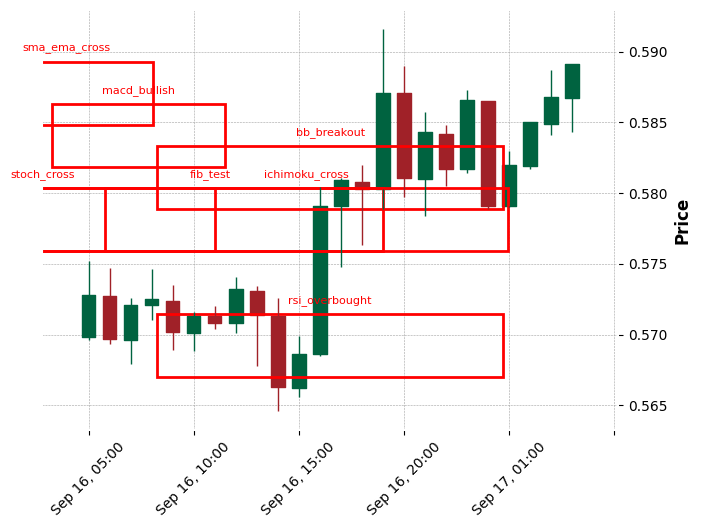 sma_ema_cross
0.590
macd_bullish
0.585
bb_breakout
stoch_cross
fib_test
ichimoku_cross
0.580
Price
0.575
rsi_overbought
0.570
0.565
Sep 16, 05:00
Sep 16, 10:00
Sep 16, 15:00
Sep 16, 20:00
Sep 17, 01:00